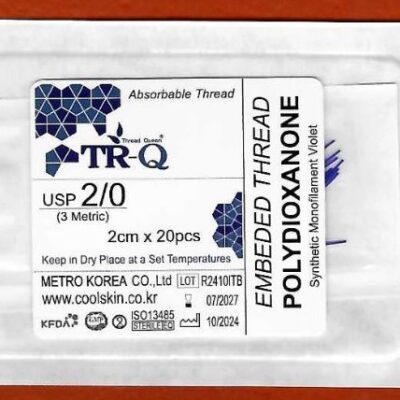 Absorbable Thread
Thread Queen
TR-Q
USP 2/0
(3 Metric)
2cm x 20pcs
Keep in Dry Place at a Set Temperatures
METRO KOREA CO.,Ltd LOT R2410ITB
www.coolskin.co.kr 07/2027
KFDA ISO13485
STERILE EO 10/2024
EMBEDED THREAD
POLYDIOXANONE
Synthetic Monofilament Violet